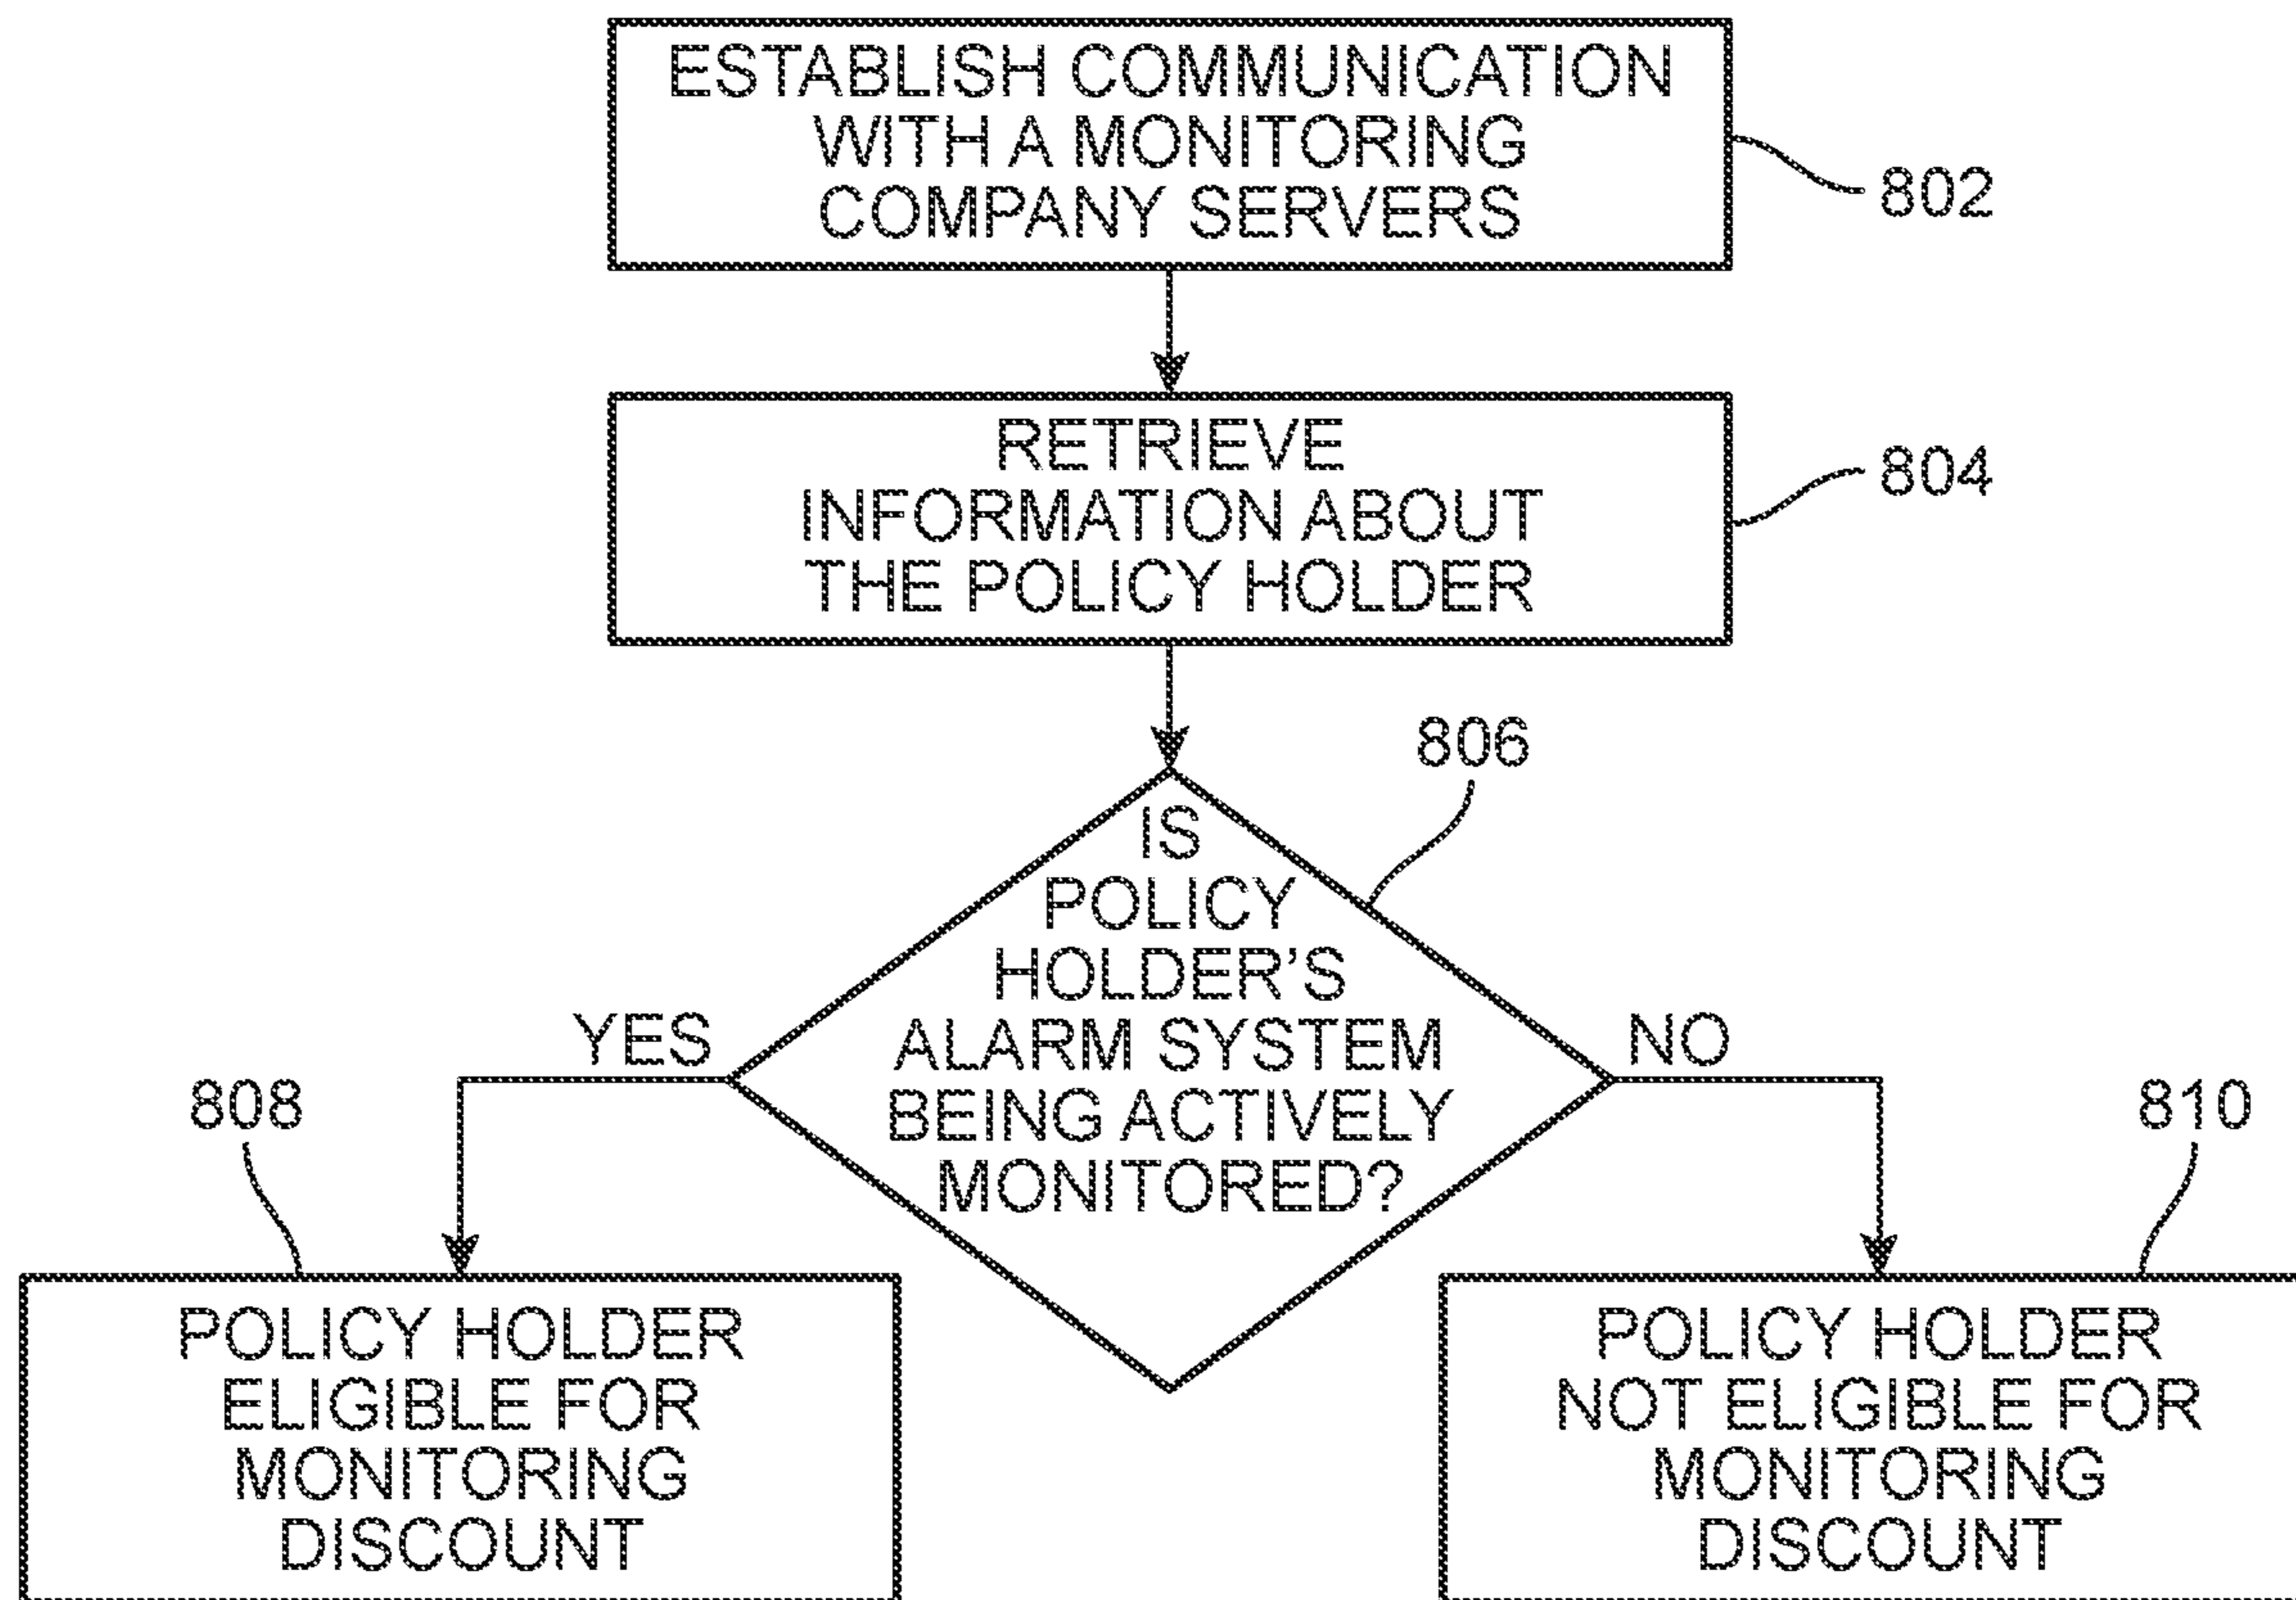 ESTABLISH COMMUNICATION
WITH A MONITORING
COMPANY SERVERS
802
RETRIEVE
INFORMATION ABOUT
THE POLICY HOLDER
804
806
IS
POLICY
HOLDER'S
ALARM SYSTEM
BEING ACTIVELY
MONITORED?
YES
NO
808
810
POLICY HOLDER
ELIGIBLE FOR
MONITORING
DISCOUNT
POLICY HOLDER
NOT ELIGIBLE FOR
MONITORING
DISCOUNT